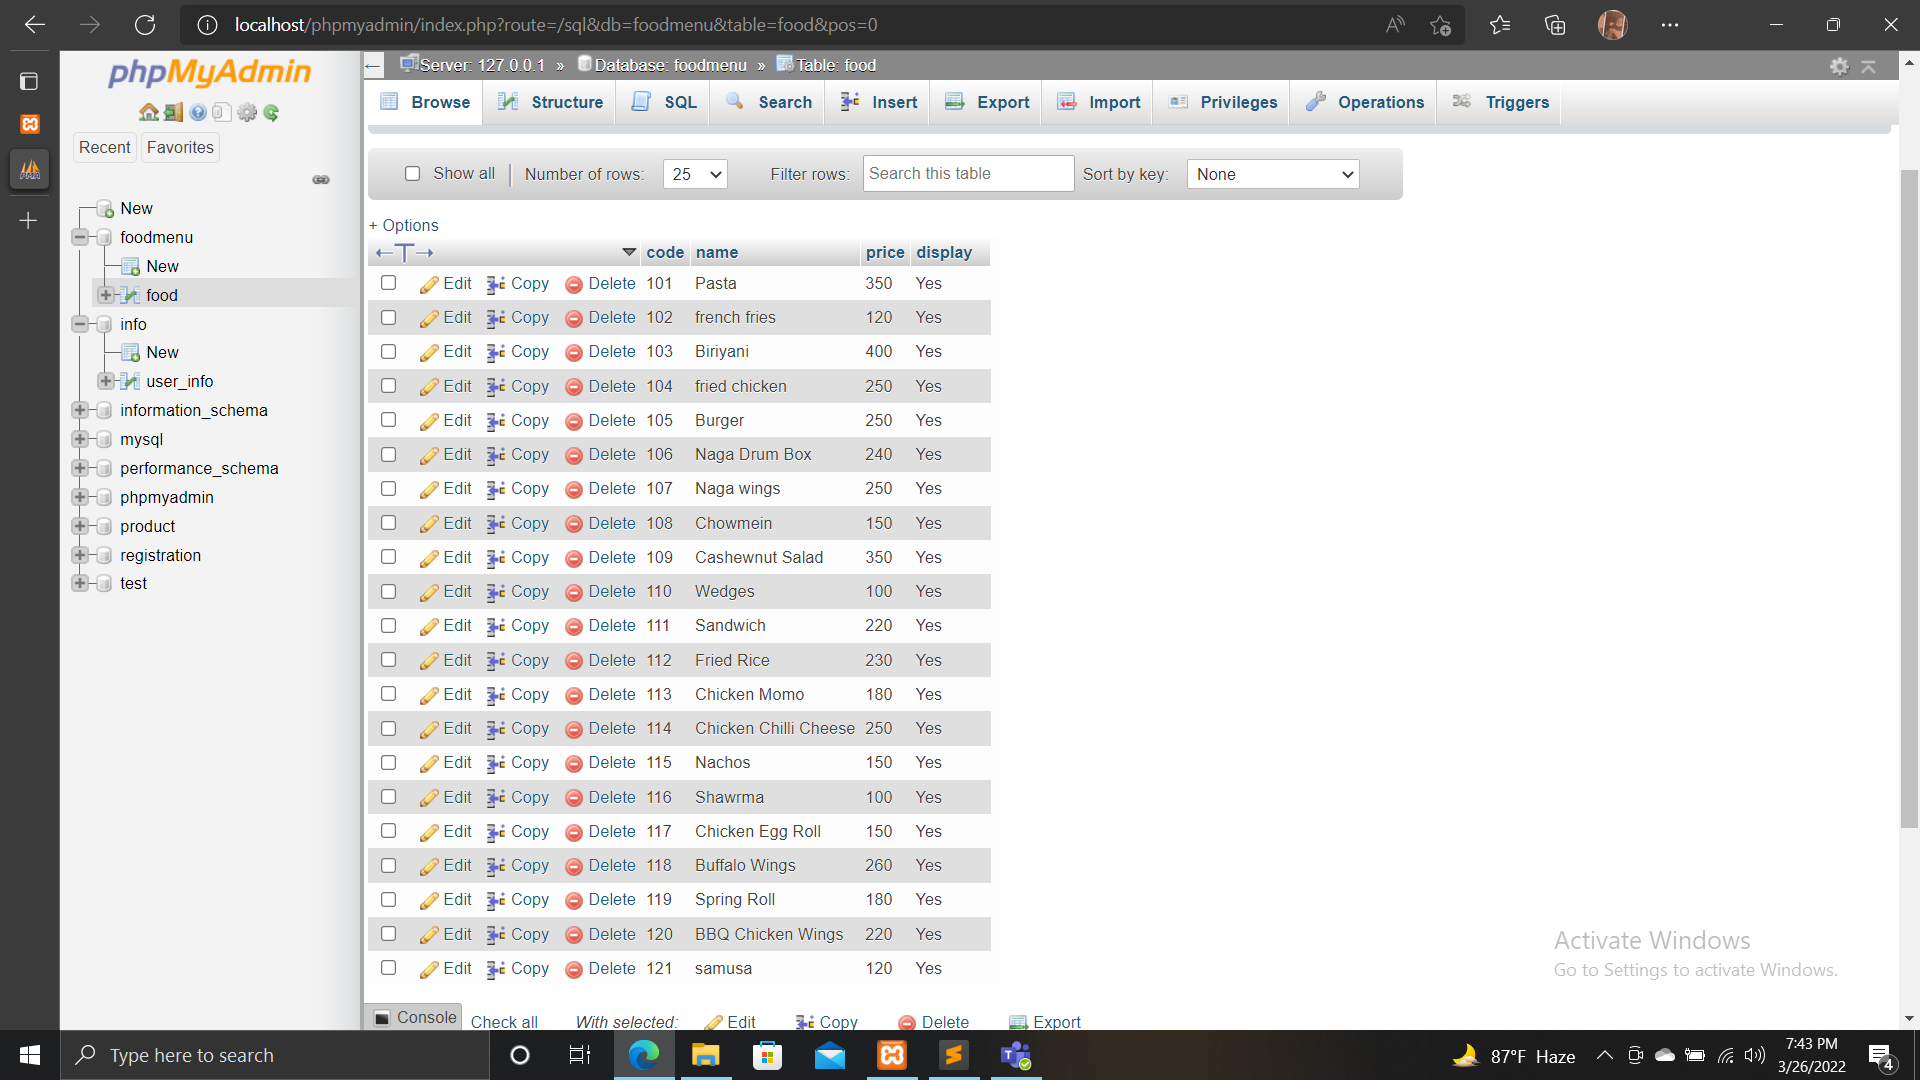 localhost/phpmyadmin/index.php?route=/sql&db=foodmenu&table=food&pos=0
phpMyAdmin
Recent Favorites
New
foodmenu
New
food
info
New
user_info
information_schema
mysql
performance_schema
phpmyadmin
product
registration
test
Server: 127.0.0.1 » Database: foodmenu » Table: food
Browse Structure SQL Search Insert Export Import Privileges Operations Triggers
Show all Number of rows: 25 Filter rows: Search this table Sort by key: None
+ Options
←T→ code name price display
Edit Copy Delete 101 Pasta 350 Yes
Edit Copy Delete 102 french fries 120 Yes
Edit Copy Delete 103 Biriyani 400 Yes
Edit Copy Delete 104 fried chicken 250 Yes
Edit Copy Delete 105 Burger 250 Yes
Edit Copy Delete 106 Naga Drum Box 240 Yes
Edit Copy Delete 107 Naga wings 250 Yes
Edit Copy Delete 108 Chowmein 150 Yes
Edit Copy Delete 109 Cashewnut Salad 350 Yes
Edit Copy Delete 110 Wedges 100 Yes
Edit Copy Delete 111 Sandwich 220 Yes
Edit Copy Delete 112 Fried Rice 230 Yes
Edit Copy Delete 113 Chicken Momo 180 Yes
Edit Copy Delete 114 Chicken Chilli Cheese 250 Yes
Edit Copy Delete 115 Nachos 150 Yes
Edit Copy Delete 116 Shawrma 100 Yes
Edit Copy Delete 117 Chicken Egg Roll 150 Yes
Edit Copy Delete 118 Buffalo Wings 260 Yes
Edit Copy Delete 119 Spring Roll 180 Yes
Edit Copy Delete 120 BBQ Chicken Wings 220 Yes
Edit Copy Delete 121 samusa 120 Yes
Console Check all With selected: Edit Copy Delete Export
Activate Windows
Go to Settings to activate Windows.
Type here to search
87°F Haze
7:43 PM
3/26/2022
4